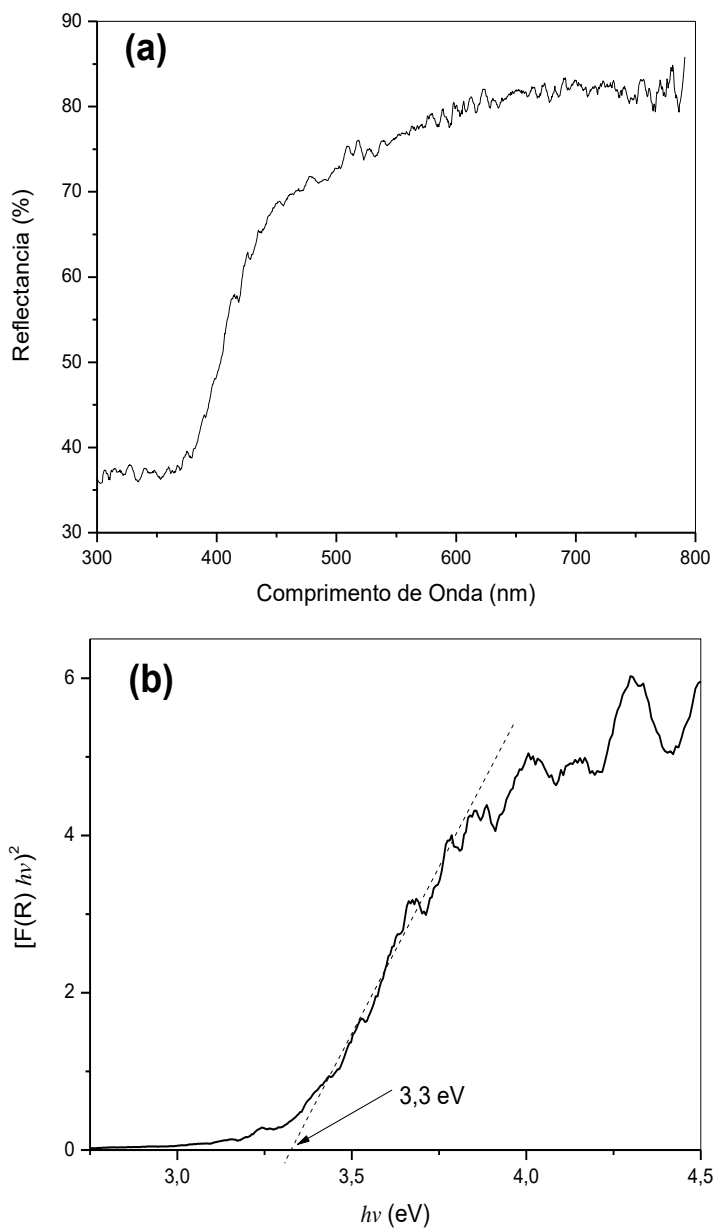 (a)
90
80
70
60
50
40
30
Reflectancia (%)
300 400 500 600 700 800
Comprimento de Onda (nm)
(b)
6
4
2
0
[F(R) hν)²
3,3 eV
3,0 3,5 4,0 4,5
hν (eV)